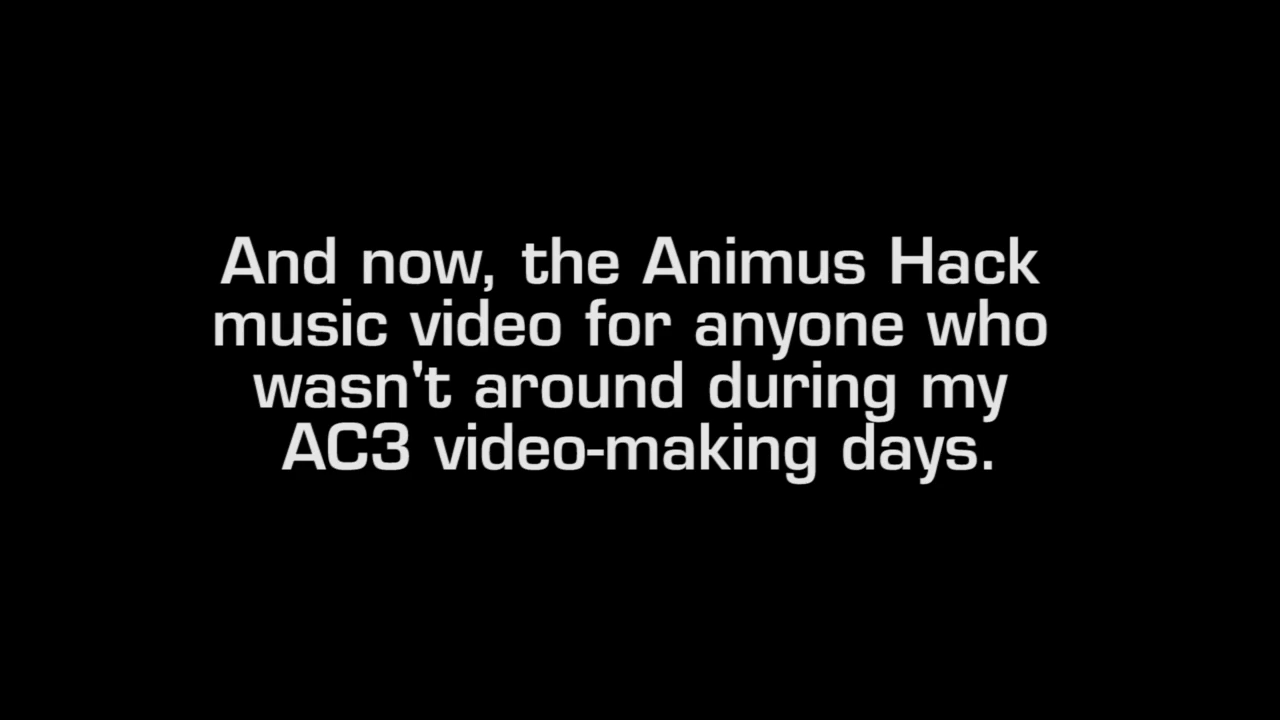 And now, the Animus Hack
music video for anyone who
wasn't around during my
AC3 video-making days.